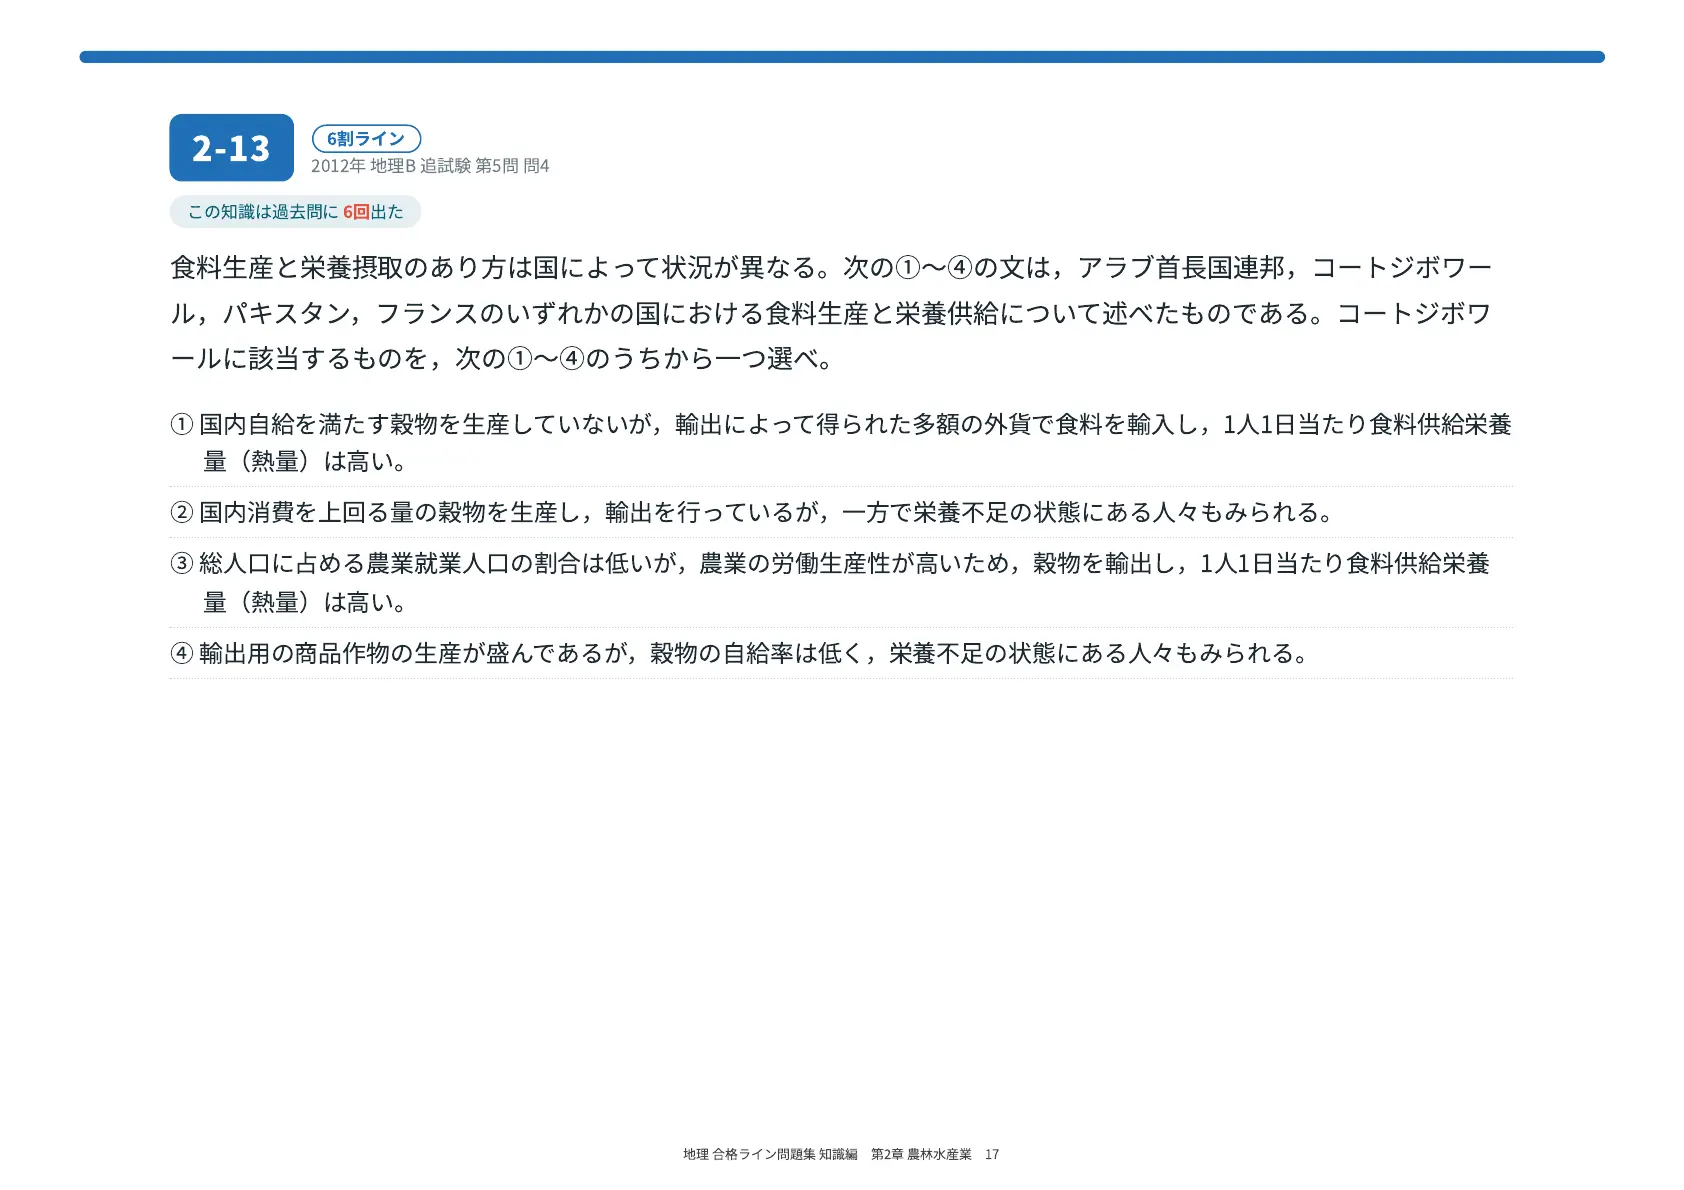 2-13
6割ライン
2012年 地理B 追試験 第5問 問4
この知識は過去問に 6回出た
食料生産と栄養摂取のあり方は国によって状況が異なる。次の①〜④の文は，アラブ首長国連邦，コートジボワー
ル，パキスタン，フランスのいずれかの国における食料生産と栄養供給について述べたものである。コートジボワ
ールに該当するものを，次の①〜④のうちから一つ選べ。
① 国内自給を満たす穀物を生産していないが，輸出によって得られた多額の外貨で食料を輸入し，1人1日当たり食料供給栄養
量（熱量）は高い。
② 国内消費を上回る量の穀物を生産し，輸出を行っているが，一方で栄養不足の状態にある人々もみられる。
③ 総人口に占める農業就業人口の割合は低いが，農業の労働生産性が高いため，穀物を輸出し，1人1日当たり食料供給栄養
量（熱量）は高い。
④ 輸出用の商品作物の生産が盛んであるが，穀物の自給率は低く，栄養不足の状態にある人々もみられる。
地理 合格ライン問題集 知識編　第2章 農林水産業　17